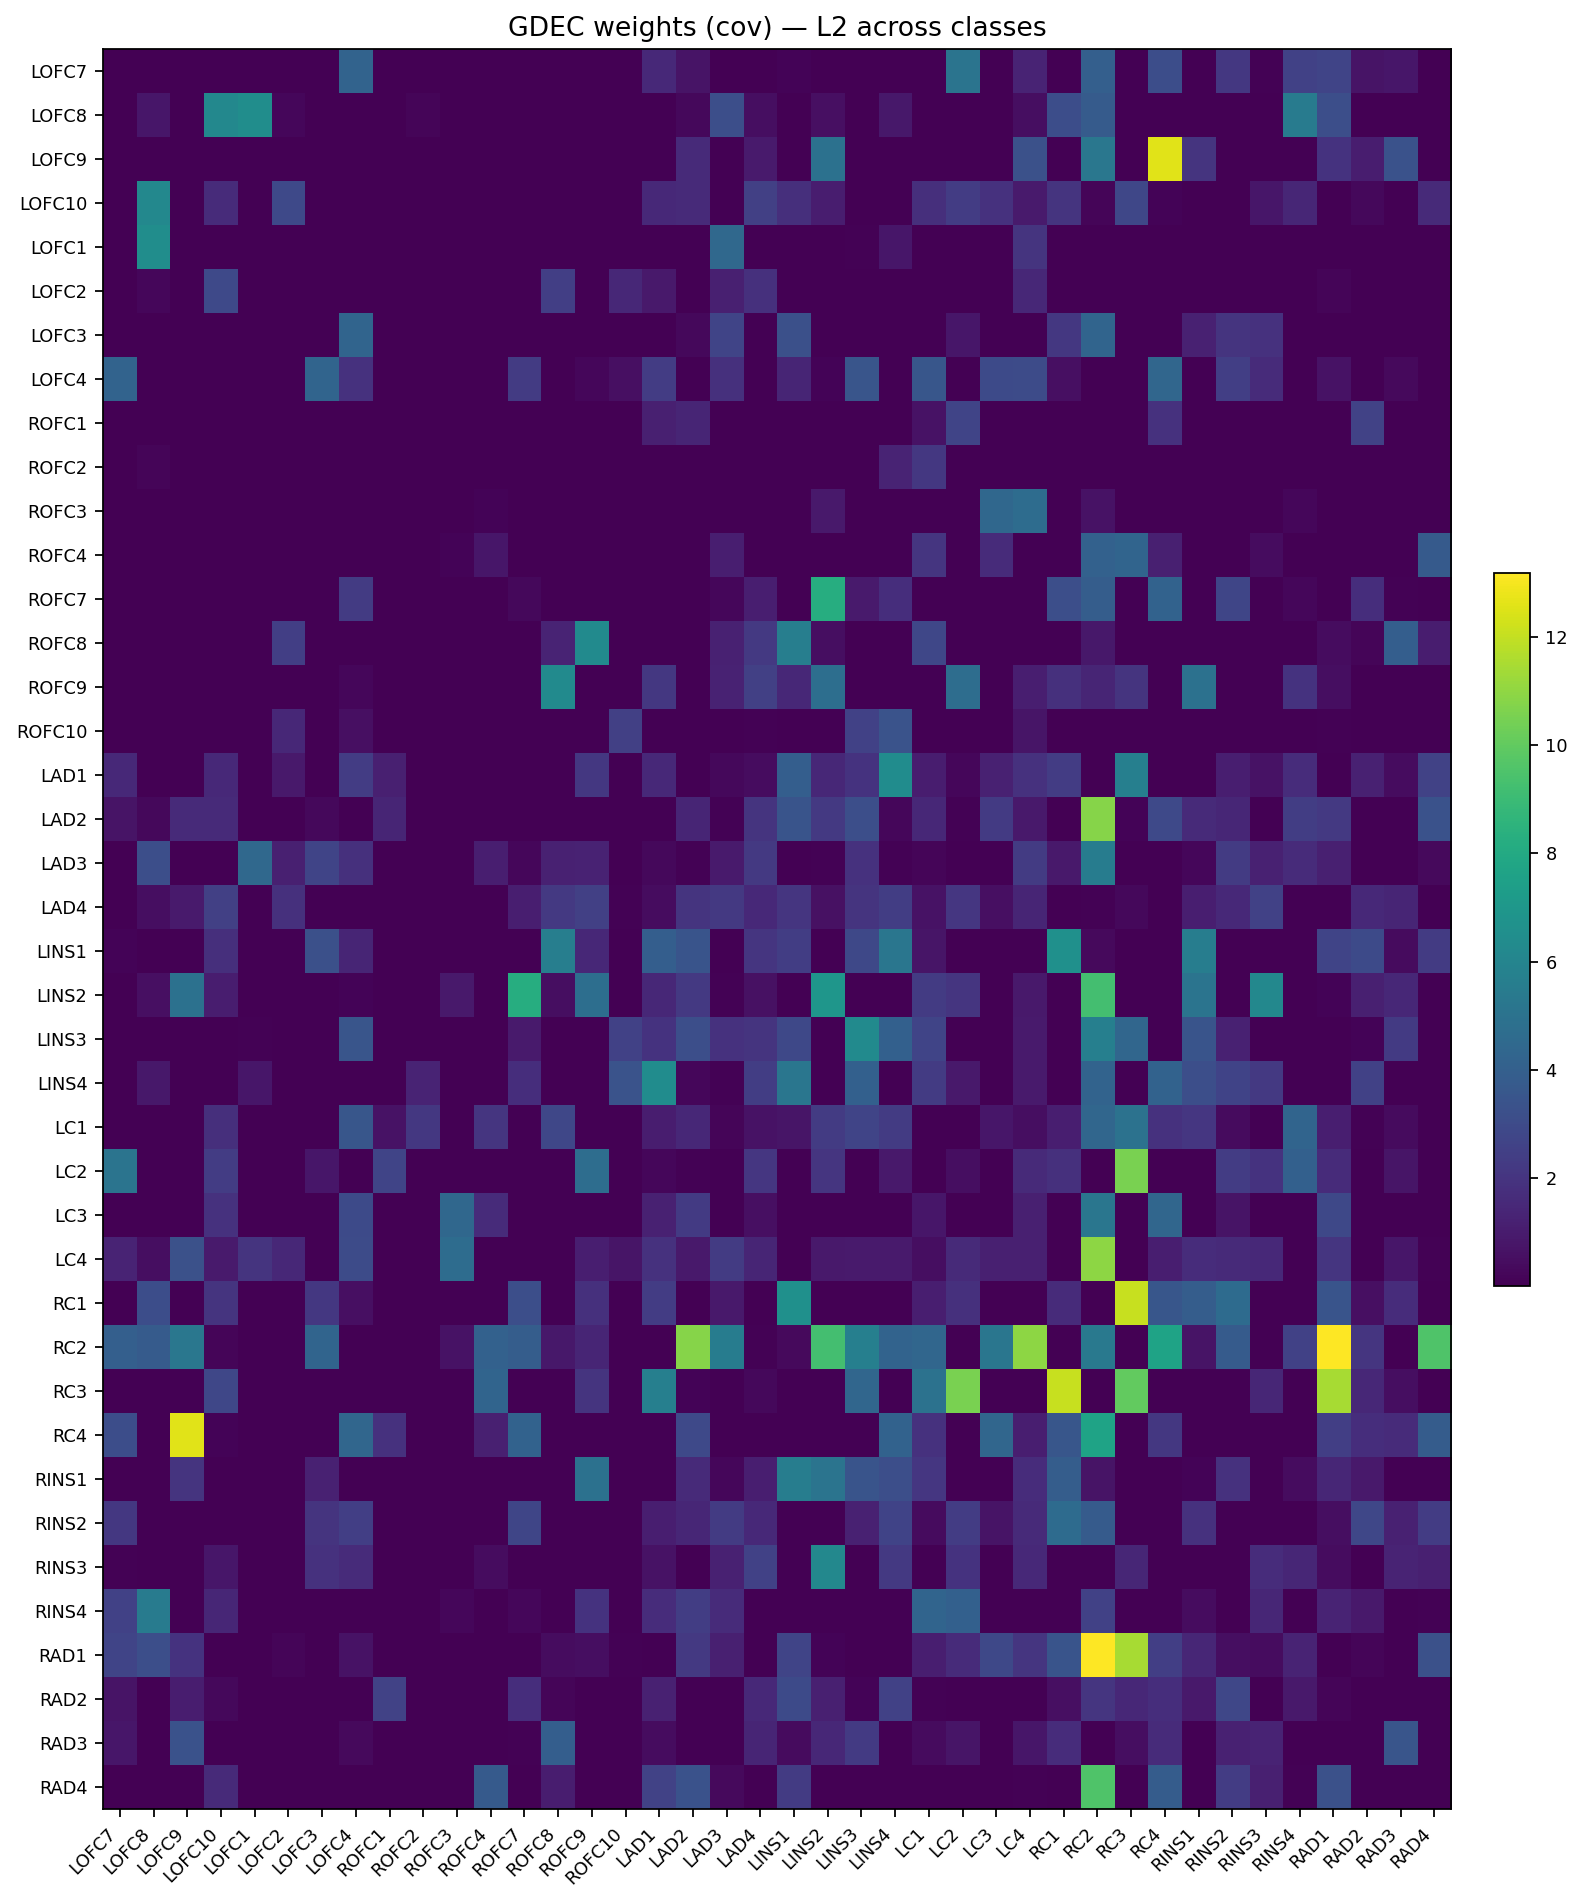 GDEC weights (cov) — L2 across classes
LOFC7
LOFC8
LOFC9
LOFC10
LOFC1
LOFC2
LOFC3
LOFC4
ROFC1
ROFC2
ROFC3
ROFC4
ROFC7
ROFC8
ROFC9
ROFC10
LAD1
LAD2
LAD3
LAD4
LINS1
LINS2
LINS3
LINS4
LC1
LC2
LC3
LC4
RC1
RC2
RC3
RC4
RINS1
RINS2
RINS3
RINS4
RAD1
RAD2
RAD3
RAD4
12
10
8
6
4
2
LOFC7 LOFC8 LOFC9 LOFC10 LOFC1 LOFC2 LOFC3 LOFC4 ROFC1 ROFC2 ROFC3 ROFC4 ROFC7 ROFC8 ROFC9 ROFC10 LAD1 LAD2 LAD3 LAD4 LINS1 LINS2 LINS3 LINS4 LC1 LC2 LC3 LC4 RC1 RC2 RC3 RC4 RINS1 RINS2 RINS3 RINS4 RAD1 RAD2 RAD3 RAD4